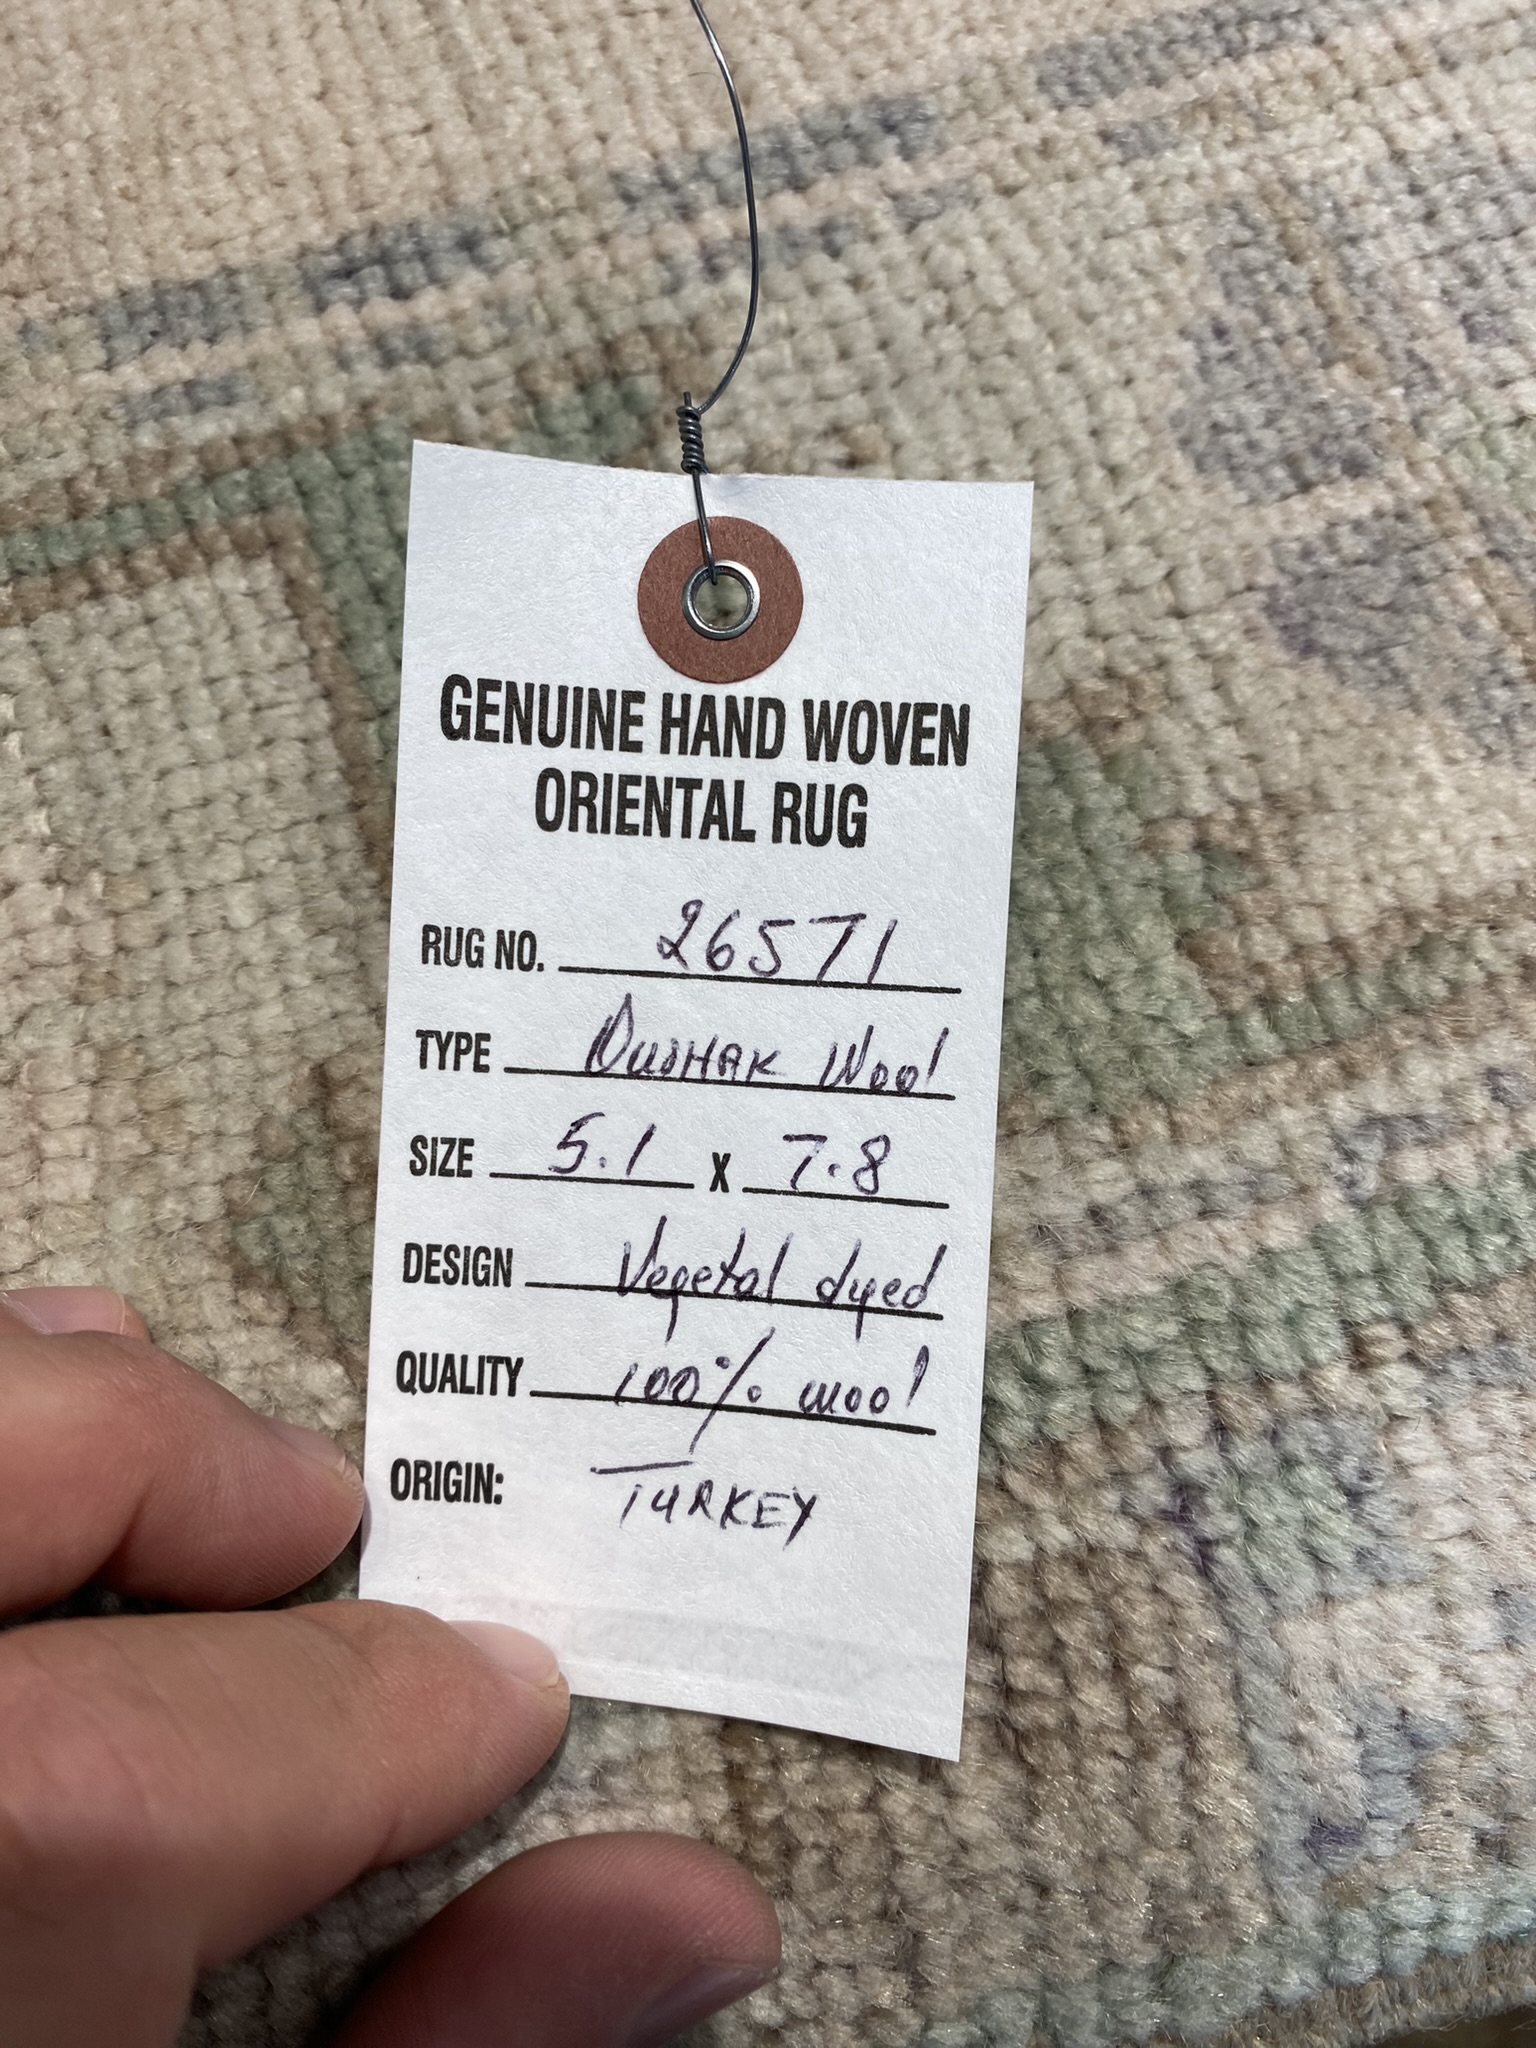 GENUINE HAND WOVEN
ORIENTAL RUG
RUG NO. 26571
TYPE OUSHAK Wool
SIZE 5.1 X 7.8
DESIGN Vegetal dyed
QUALITY 100% wool
ORIGIN: TURKEY